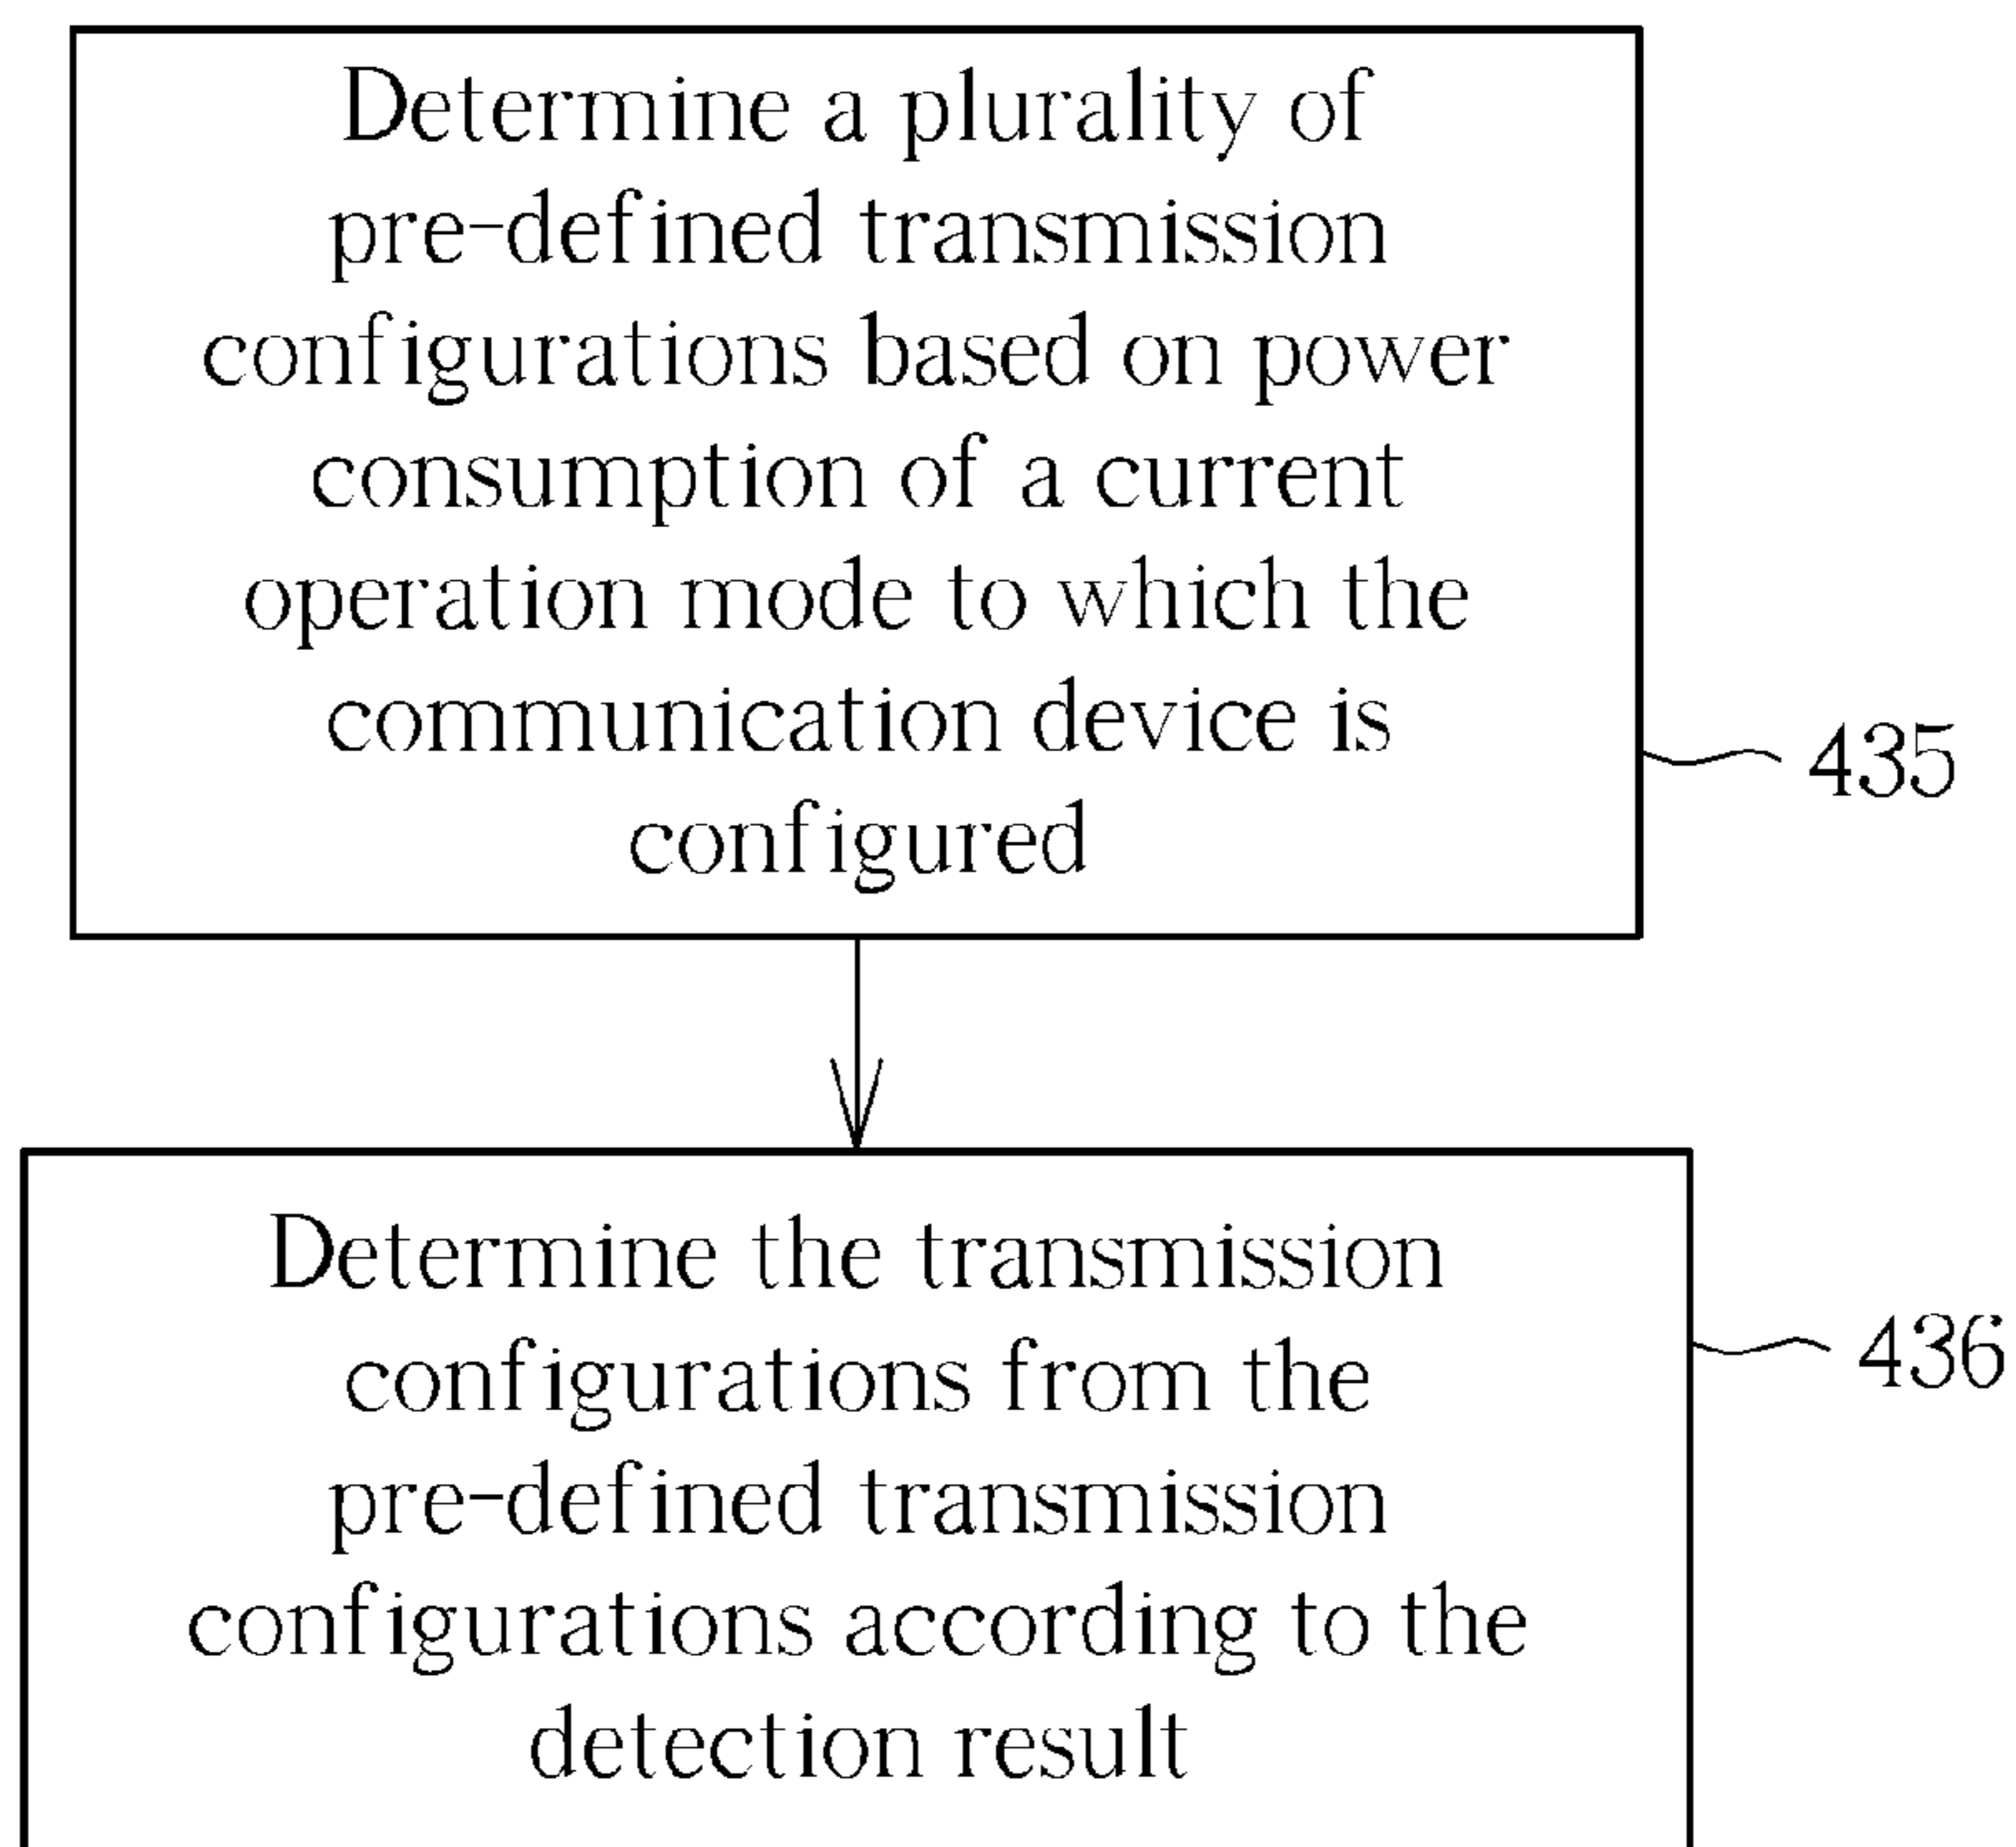 Determine a plurality of
pre-defined transmission
configurations based on power
consumption of a current
operation mode to which the
communication device is
configured
435
Determine the transmission
configurations from the
pre-defined transmission
configurations according to the
detection result
436